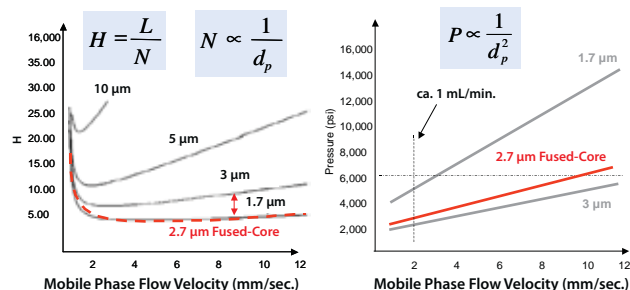 H = L/N
N ∝ 1/d_p
16,000
35.00
30.00
25.00
20.00
15.00
10.00
5.00
H
10 µm
5 µm
3 µm
1.7 µm
2.7 µm Fused-Core
2 4 6 8 10 12
Mobile Phase Flow Velocity (mm/sec.)
P ∝ 1/d_p^2
16,000
14,000
12,000
10,000
8,000
6,000
4,000
2,000
Pressure (psi)
1.7 µm
ca. 1 mL/min.
2.7 µm Fused-Core
3 µm
2 4 6 8 10 12
Mobile Phase Flow Velocity (mm/sec.)